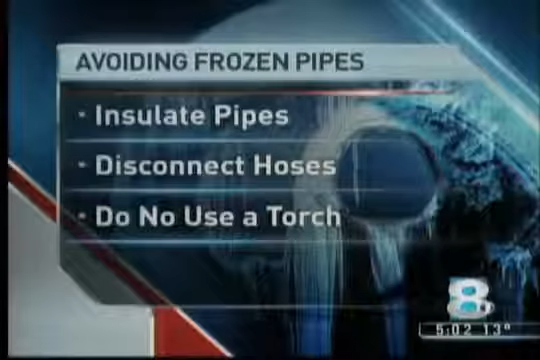 AVOIDING FROZEN PIPES
· Insulate Pipes
· Disconnect Hoses
· Do No Use a Torch
8
5:02 13°